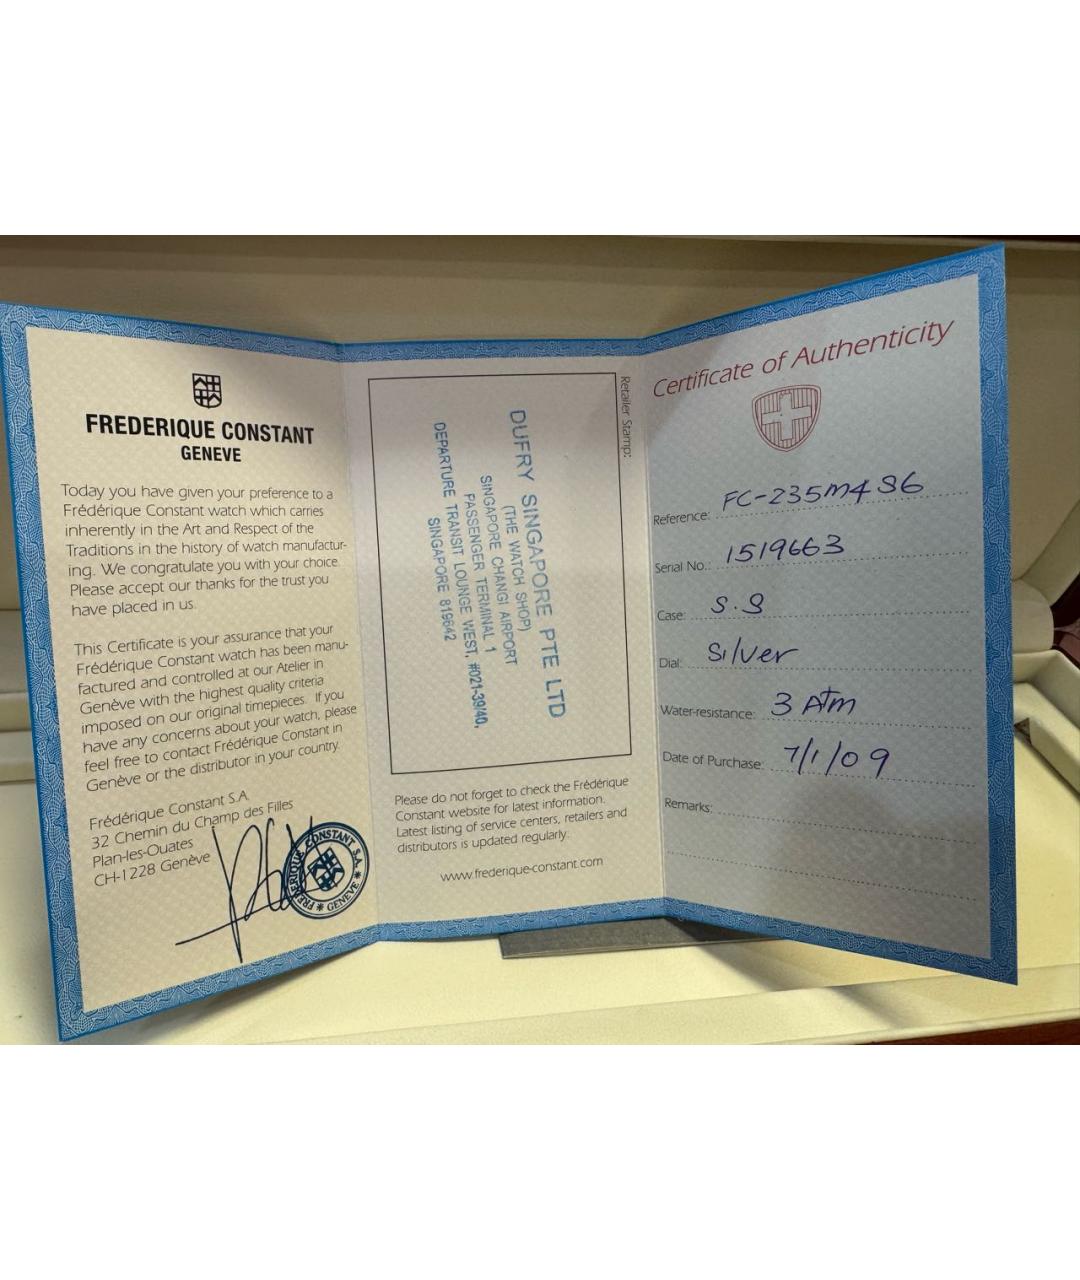 FREDERIQUE CONSTANT
GENEVE
Today you have given your preference to a
Frédérique Constant watch which carries
inherently in the Art and Respect of the
Traditions in the history of watch manufactur-
ing. We congratulate you with your choice.
Please accept our thanks for the trust you
have placed in us.
This Certificate is your assurance that your
Frédérique Constant watch has been manu-
factured and controlled at our Atelier in
Genève with the highest quality criteria
imposed on our original timepieces. If you
have any concerns about your watch, please
feel free to contact Frédérique Constant in
Genève or the distributor in your country.
Frédérique Constant S.A.
32 Chemin du Champ des Filles
Plan-les-Ouates
CH-1228 Genève
FREDERIQUE CONSTANT S.A. * GENEVE *
Retailer Stamp:
DUFRY SINGAPORE PTE LTD
(THE WATCH SHOP)
SINGAPORE CHANGI AIRPORT
PASSENGER TERMINAL 1
DEPARTURE TRANSIT LOUNGE WEST, #021-39/40,
SINGAPORE 819642
Please do not forget to check the Frédérique
Constant website for latest information.
Latest listing of service centers, retailers and
distributors is updated regularly.
www.frederique-constant.com
Certificate of Authenticity
Reference: FC-235M4S6
Serial No.: 1519663
Case: S.S
Dial: Silver
Water-resistance: 3 ATM
Date of Purchase: 7/1/09
Remarks: